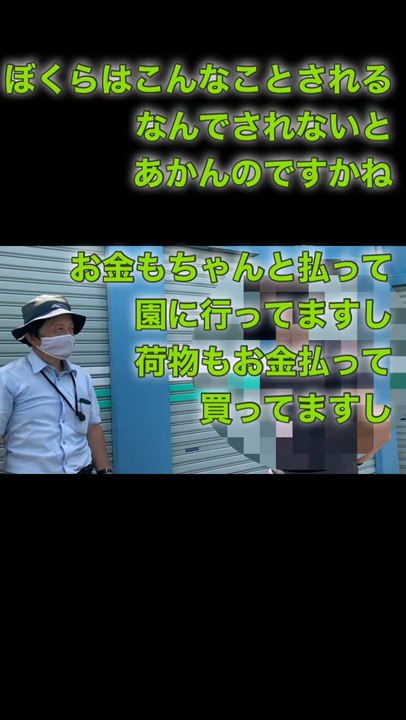 ぼくらはこんなことされる
なんでされないと
あかんのですかね
お金もちゃんと払って
園に行ってますし
荷物もお金払って
買ってますし